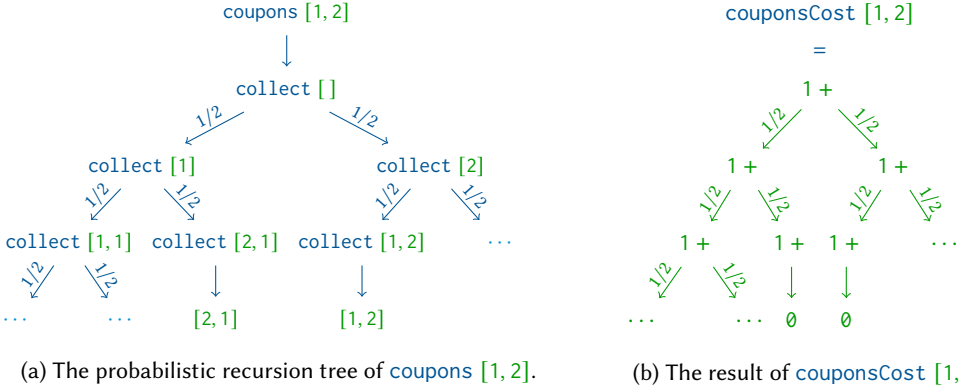 coupons [1, 2]
collect [ ]
1/2 1/2
collect [1] collect [2]
1/2 1/2 1/2 1/2
collect [1, 1] collect [2, 1] collect [1, 2] ···
1/2 1/2
··· ··· [2, 1] [1, 2]
(a) The probabilistic recursion tree of coupons [1, 2].
couponsCost [1, 2]
=
1 +
1/2 1/2
1 + 1 +
1/2 1/2 1/2 1/2
1 + 1 + 1 + ···
1/2 1/2
··· ··· 0 0
(b) The result of couponsCost [1,